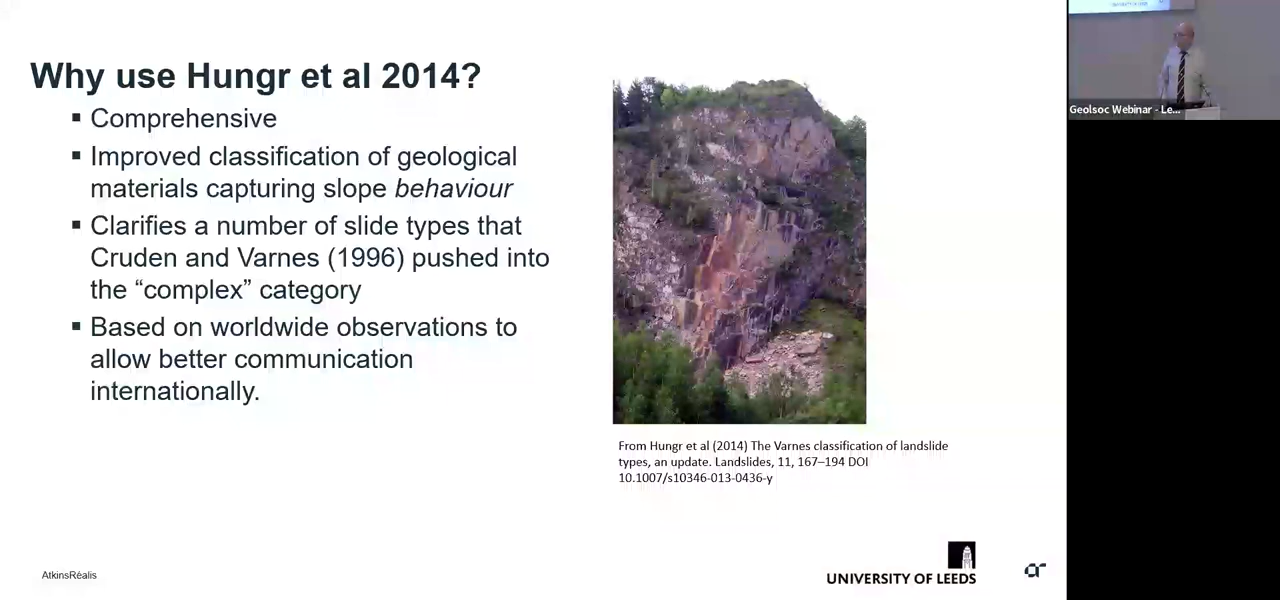 Why use Hungr et al 2014?
▪ Comprehensive
▪ Improved classification of geological
materials capturing slope behaviour
▪ Clarifies a number of slide types that
Cruden and Varnes (1996) pushed into
the “complex” category
▪ Based on worldwide observations to
allow better communication
internationally.
From Hungr et al (2014) The Varnes classification of landslide
types, an update. Landslides, 11, 167–194 DOI
10.1007/s10346-013-0436-y
AtkinsRéalis
UNIVERSITY OF LEEDS
Geolsoc Webinar - Le...